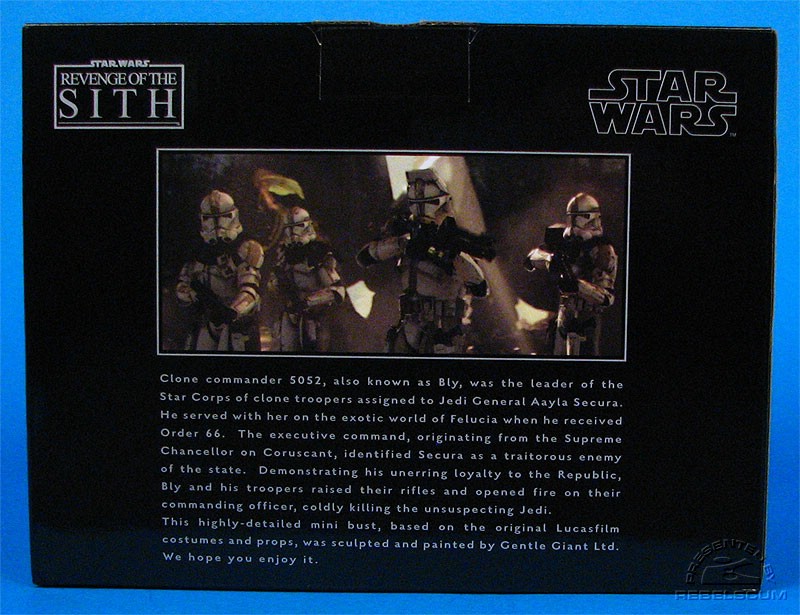 STAR WARS
REVENGE OF THE
SITH
STAR
WARS
TM
Clone commander 5052, also known as Bly, was the leader of the
Star Corps of clone troopers assigned to Jedi General Aayla Secura.
He served with her on the exotic world of Felucia when he received
Order 66. The executive command, originating from the Supreme
Chancellor on Coruscant, identified Secura as a traitorous enemy
of the state. Demonstrating his unerring loyalty to the Republic,
Bly and his troopers raised their rifles and opened fire on their
commanding officer, coldly killing the unsuspecting Jedi.
This highly-detailed mini bust, based on the original Lucasfilm
costumes and props, was sculpted and painted by Gentle Giant Ltd.
We hope you enjoy it.
PRESENTED BY
REBELSCUM